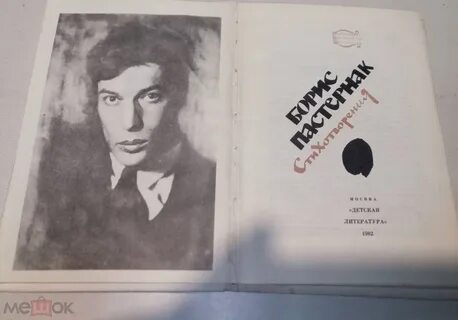 Борис
Пастернак
Стихотворения
МОСКВА
«ДЕТСКАЯ
ЛИТЕРАТУРА»
1982
мешок